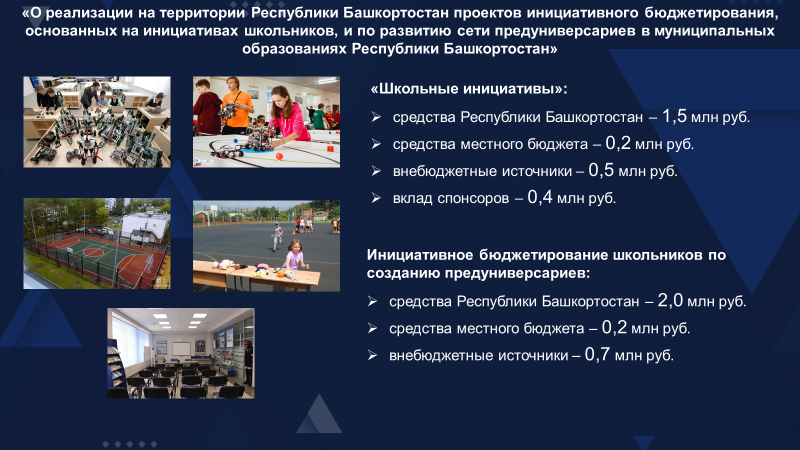 «О реализации на территории Республики Башкортостан проектов инициативного бюджетирования,
основанных на инициативах школьников, и по развитию сети предуниверсариев в муниципальных
образованиях Республики Башкортостан»
«Школьные инициативы»:
средства Республики Башкортостан – 1,5 млн руб.
средства местного бюджета – 0,2 млн руб.
внебюджетные источники – 0,5 млн руб.
вклад спонсоров – 0,4 млн руб.
Инициативное бюджетирование школьников по
созданию предуниверсариев:
средства Республики Башкортостан – 2,0 млн руб.
средства местного бюджета – 0,2 млн руб.
внебюджетные источники – 0,7 млн руб.